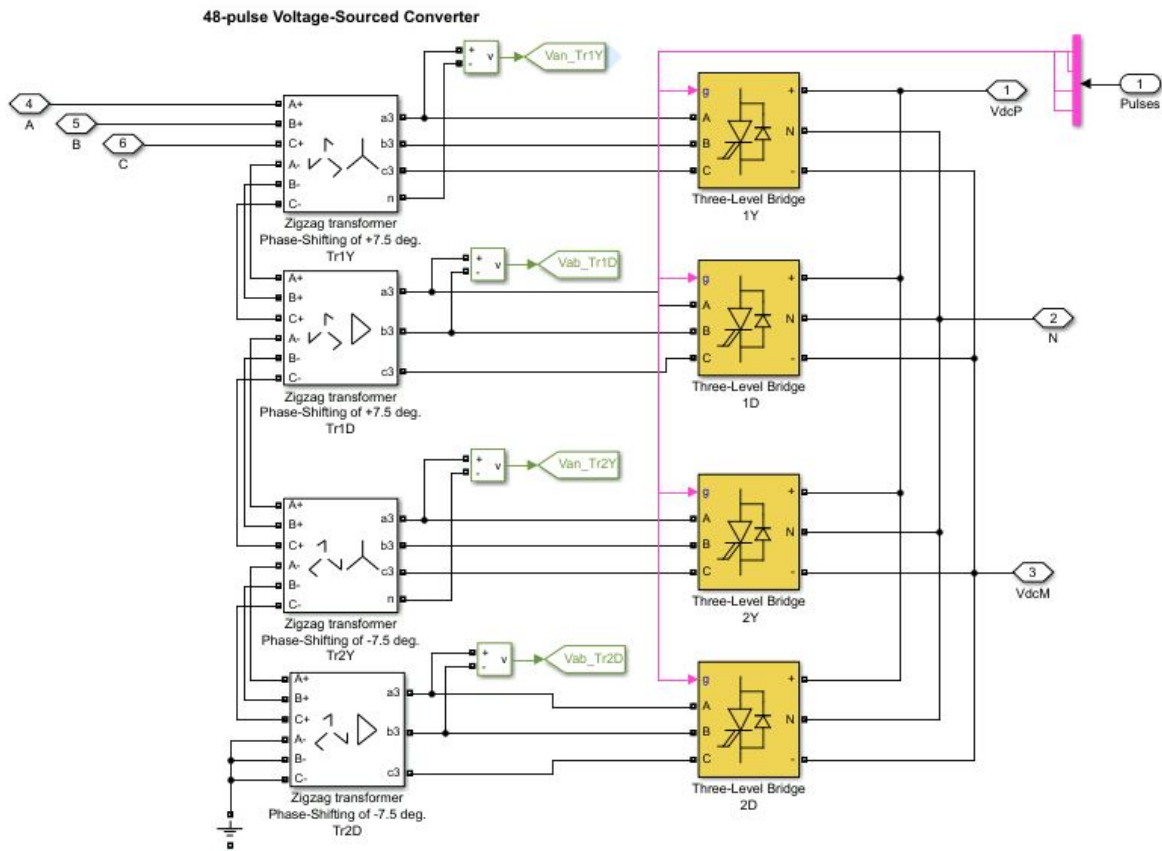 48-pulse Voltage-Sourced Converter
+
-
v
Van_Tr1Y
1
Pulses
4
A
5
B
6
C
A+
B+
C+
A-
B-
C-
a3
b3
c3
n
Zigzag transformer
Phase-Shifting of +7.5 deg.
Tr1Y
g
A
B
C
+
N
-
Three-Level Bridge
1Y
1
VdcP
+
-
v
Vab_Tr1D
A+
B+
C+
A-
B-
C-
a3
b3
c3
Zigzag transformer
Phase-Shifting of +7.5 deg.
Tr1D
g
A
B
C
+
N
-
Three-Level Bridge
1D
2
N
+
-
v
Van_Tr2Y
A+
B+
C+
A-
B-
C-
a3
b3
c3
n
Zigzag transformer
Phase-Shifting of -7.5 deg.
Tr2Y
g
A
B
C
+
N
-
Three-Level Bridge
2Y
3
VdcM
+
-
v
Vab_Tr2D
A+
B+
C+
A-
B-
C-
a3
b3
c3
Zigzag transformer
Phase-Shifting of -7.5 deg.
Tr2D
g
A
B
C
+
N
-
Three-Level Bridge
2D